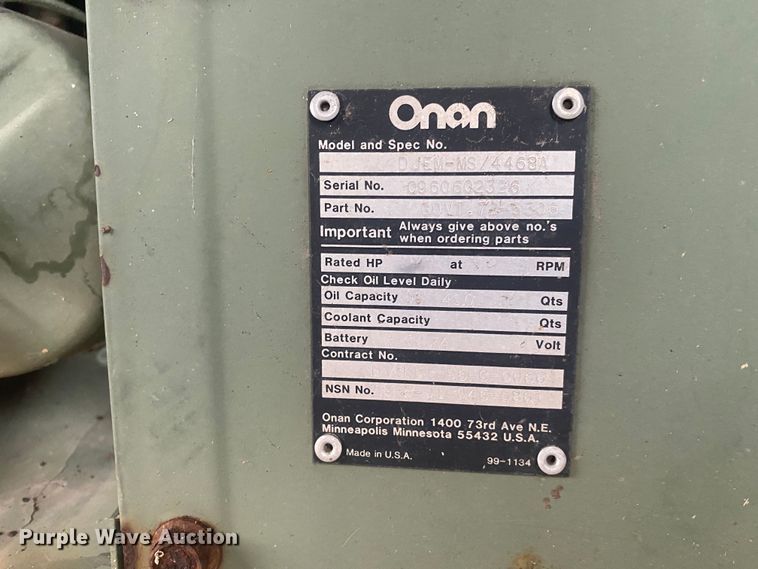 Onan
Model and Spec No.
DJEM-MS/4468A
Serial No.
Part No.
Important Always give above no.'s
when ordering parts
Rated HP at RPM
Check Oil Level Daily
Oil Capacity Qts
Coolant Capacity Qts
Battery Volt
Contract No.
NSN No.
Onan Corporation 1400 73rd Ave N.E.
Minneapolis Minnesota 55432 U.S.A.
Made in U.S.A. 99-1134
Purple Wave Auction